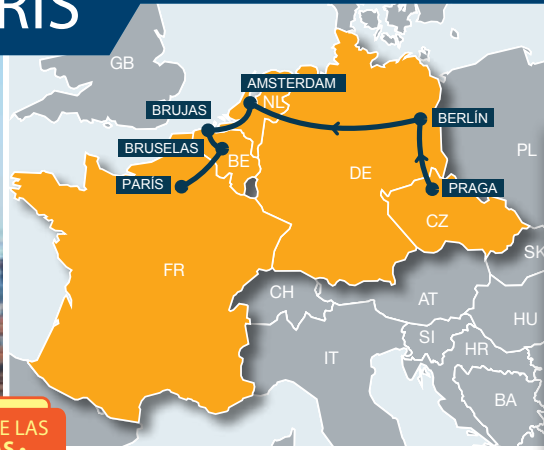 RIS
GB
AMSTERDAM
NL
BRUJAS
BERLÍN
BRUSELAS
BE
PL
PARÍS
DE
PRAGA
CZ
SK
FR
CH
AT
HU
SI
HR
IT
BA
E LAS